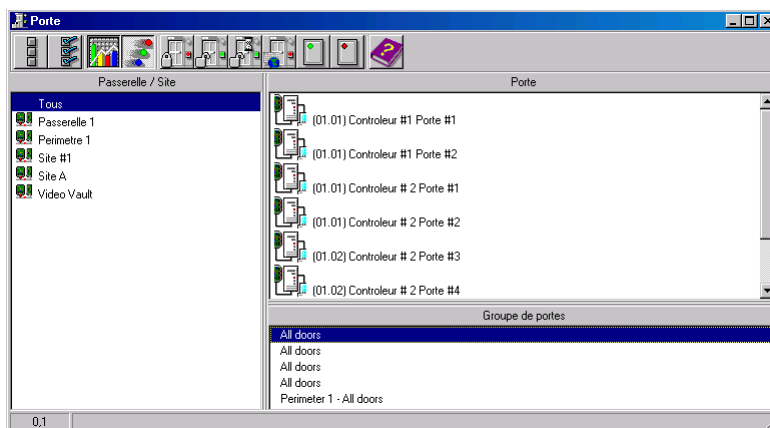 Porte
Passerelle / Site
Tous
Passerelle 1
Perimetre 1
Site #1
Site A
Video Vault
Porte
(01.01) Controleur #1 Porte #1
(01.01) Controleur #1 Porte #2
(01.01) Controleur # 2 Porte #1
(01.01) Controleur # 2 Porte #2
(01.02) Controleur # 2 Porte #3
(01.02) Controleur # 2 Porte #4
Groupe de portes
All doors
All doors
All doors
All doors
Perimeter 1 - All doors
0,1